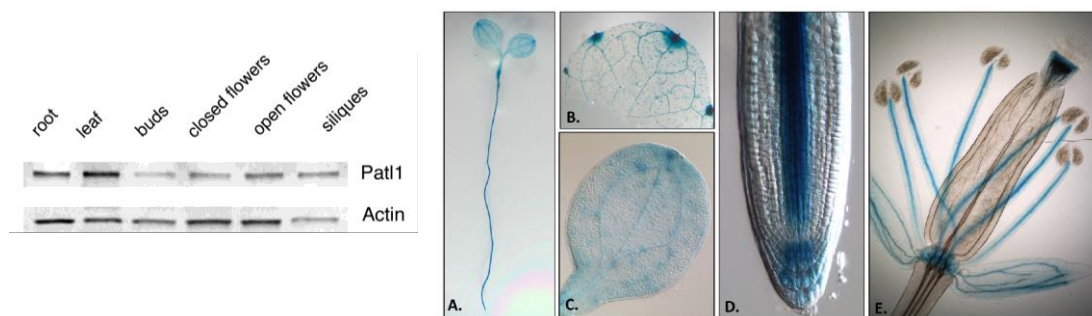 root
leaf
buds
closed flowers
open flowers
siliques
Patl1
Actin
A.
B.
C.
D.
E.